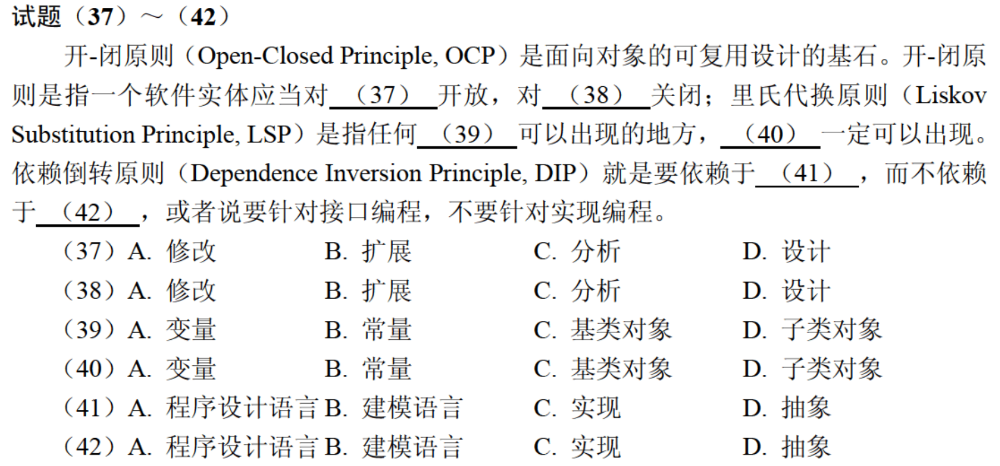 试题（37）～（42）
开-闭原则（Open-Closed Principle, OCP）是面向对象的可复用设计的基石。开-闭原
则是指一个软件实体应当对 （37） 开放，对 （38） 关闭；里氏代换原则（Liskov
Substitution Principle, LSP）是指任何 （39） 可以出现的地方， （40） 一定可以出现。
依赖倒转原则（Dependence Inversion Principle, DIP）就是要依赖于 （41） ，而不依赖
于 （42） ，或者说要针对接口编程，不要针对实现编程。
（37）A. 修改 B. 扩展 C. 分析 D. 设计
（38）A. 修改 B. 扩展 C. 分析 D. 设计
（39）A. 变量 B. 常量 C. 基类对象 D. 子类对象
（40）A. 变量 B. 常量 C. 基类对象 D. 子类对象
（41）A. 程序设计语言 B. 建模语言 C. 实现 D. 抽象
（42）A. 程序设计语言 B. 建模语言 C. 实现 D. 抽象